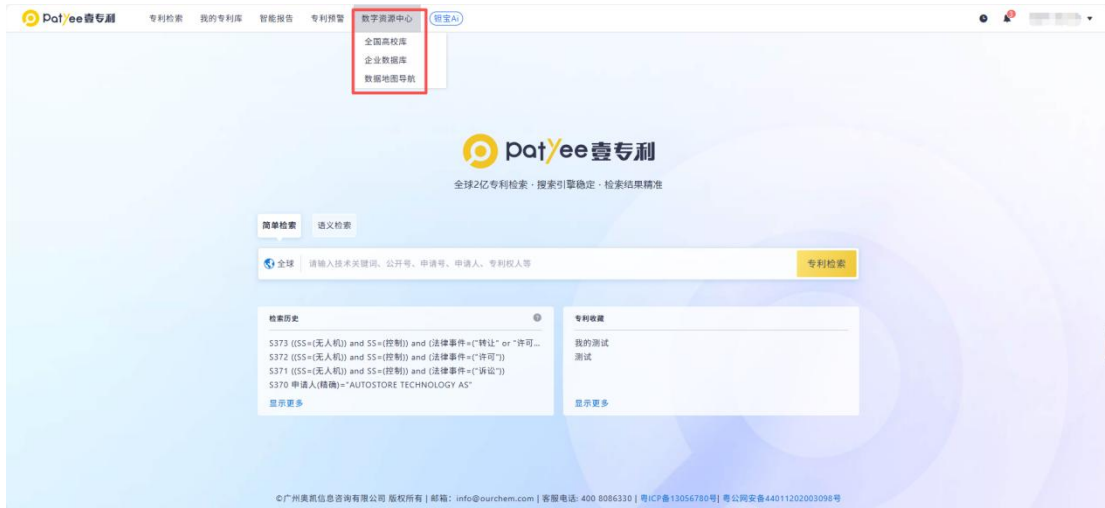 Patyee壹专利 专利检索 我的专利库 智能报告 专利预警 数字资源中心 银宝Ai
3
全国高校库
企业数据库
数据地图导航
Patyee壹专利
全球2亿专利检索 · 搜索引擎稳定 · 检索结果精准
简单检索 语义检索
全球 请输入技术关键词、公开号、申请号、申请人、专利权人等 专利检索
检索历史 ? 专利收藏
S373 ((SS=(无人机)) and SS=(控制)) and (法律事件=("转让" or "许可... 我的测试
S372 ((SS=(无人机)) and SS=(控制)) and (法律事件=("许可")) 测试
S371 ((SS=(无人机)) and SS=(控制)) and (法律事件=("诉讼"))
S370 申请人(精确)="AUTOSTORE TECHNOLOGY AS"
显示更多 显示更多
©广州奥凯信息咨询有限公司 版权所有 | 邮箱: info@ourchem.com | 客服电话: 400 8086330 | 粤ICP备13056780号| 粤公网安备44011202003098号